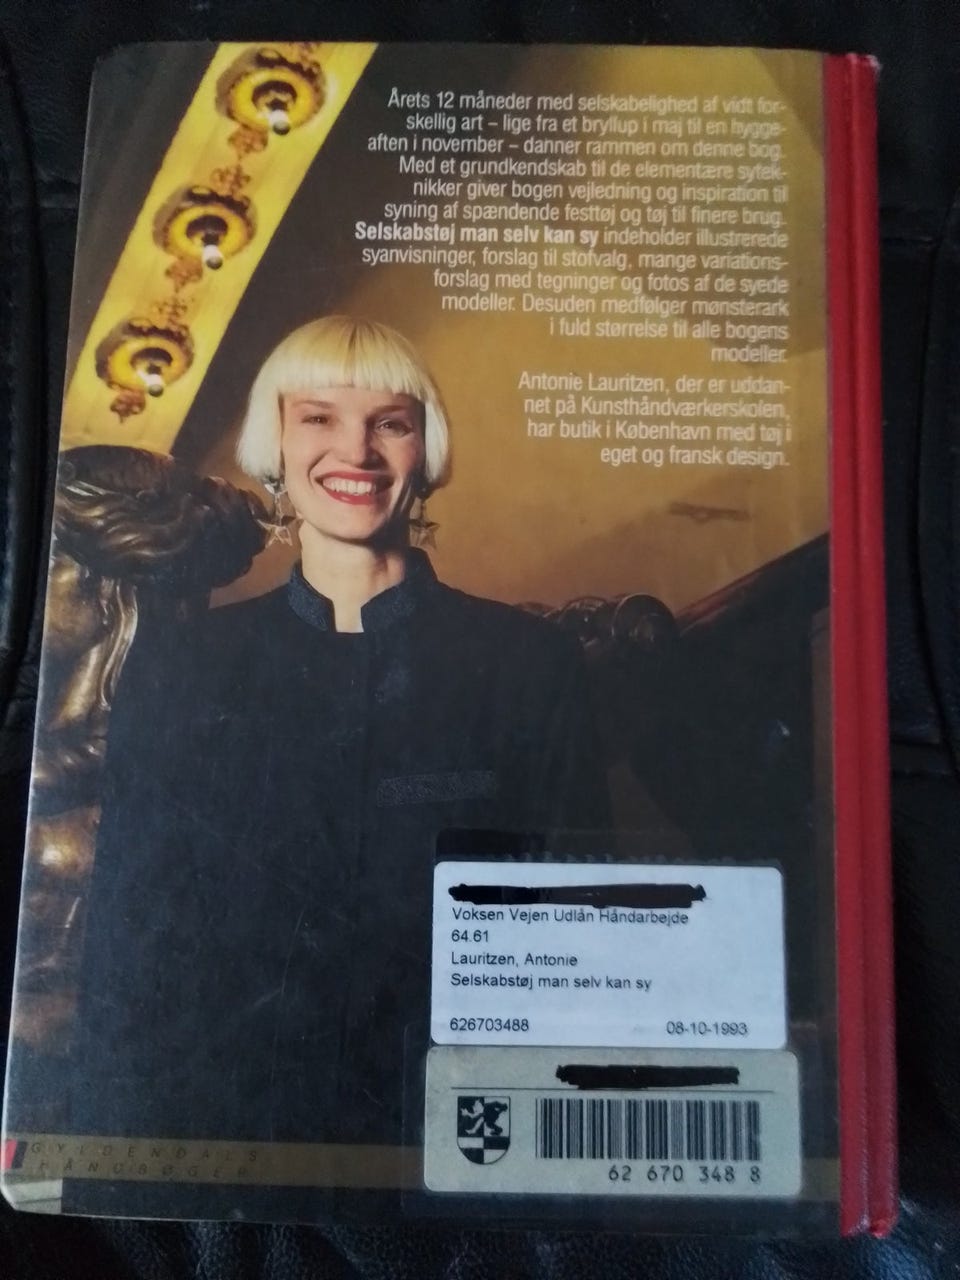 Årets 12 måneder med selskabelighed af vidt for-
skellig art – lige fra et bryllup i maj til en hygge-
aften i november – danner rammen om denne bog.
Med et grundkendskab til de elementære sytek-
nikker giver bogen vejledning og inspiration til
syning af spændende festtøj og tøj til finere brug.
Selskabstøj man selv kan sy indeholder illustrerede
syanvisninger, forslag til stofvalg, mange variations-
forslag med tegninger og fotos af de syede
modeller. Desuden medfølger mønsterark
i fuld størrelse til alle bogens
modeller.
Antonie Lauritzen, der er uddan-
net på Kunsthåndværkerskolen,
har butik i København med tøj i
eget og fransk design.
Voksen Vejen Udlån Håndarbejde
64.61
Lauritzen, Antonie
Selskabstøj man selv kan sy
626703488 08-10-1993
62 670 348 8
GYLDENDALS
HÅNDBØGER